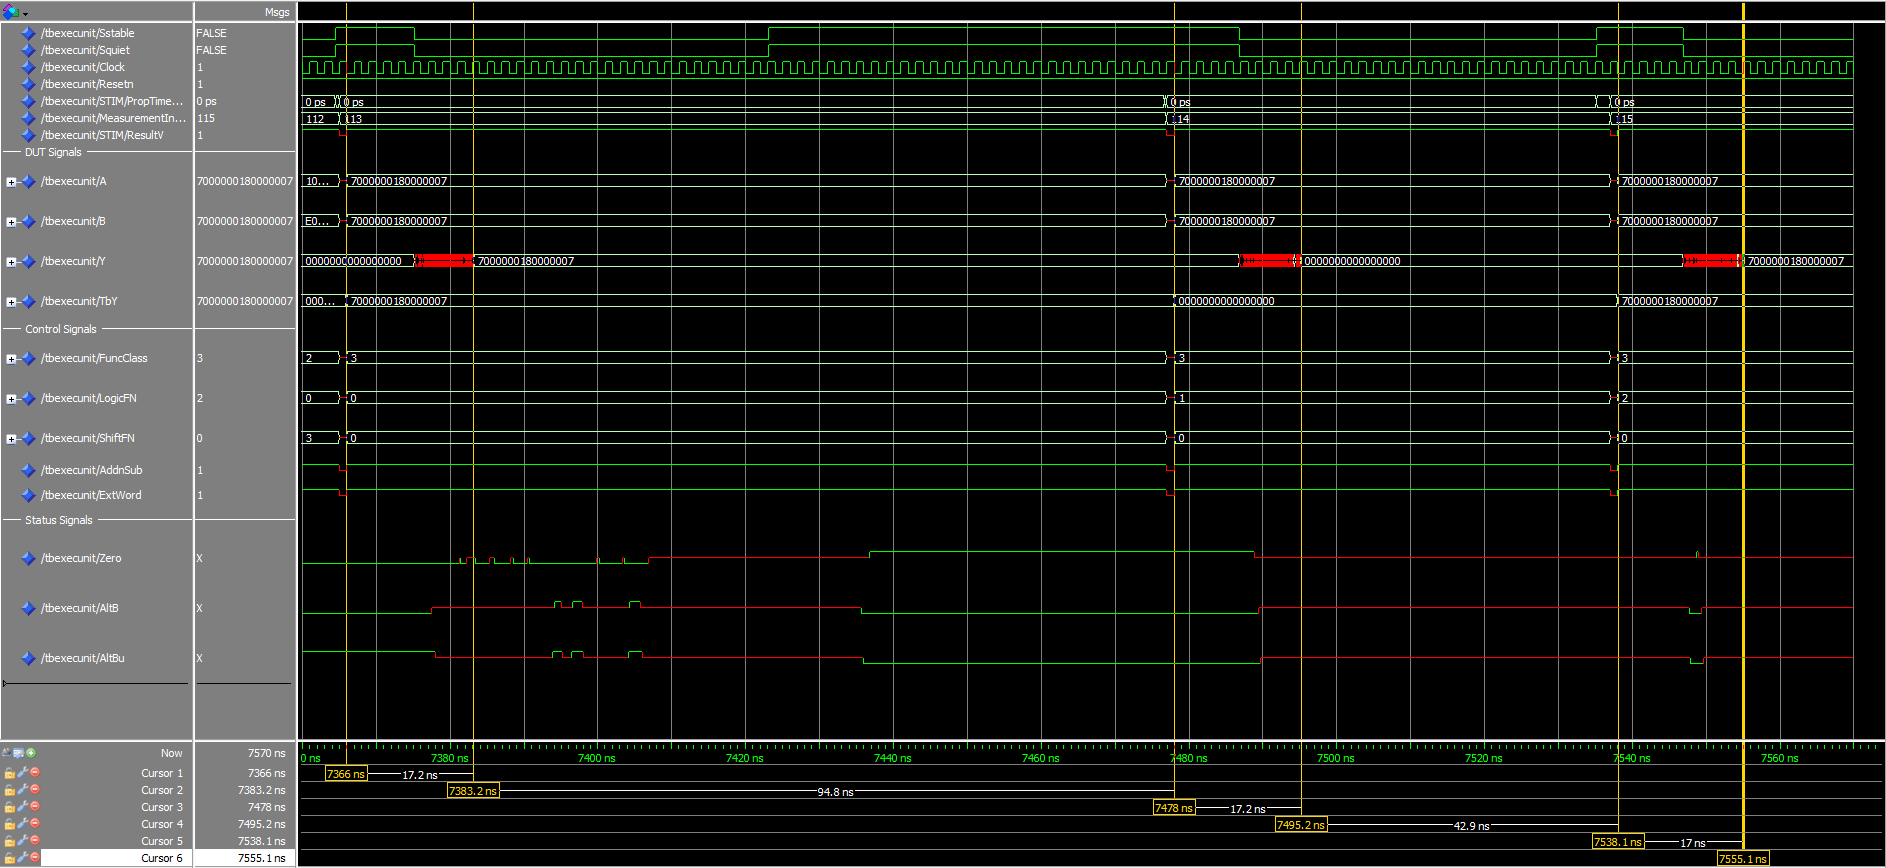 Msgs
/tbexecunit/Sstable FALSE
/tbexecunit/Squiet FALSE
/tbexecunit/Clock 1
/tbexecunit/Resetn 1
/tbexecunit/STIM/PropTime... 0 ps 0 ps 0 ps 0 ps 0 ps
/tbexecunit/MeasurementIn... 115 112 113 114 115
/tbexecunit/STIM/ResultV 1
DUT Signals
/tbexecunit/A 7000000180000007 10... 7000000180000007 7000000180000007 7000000180000007
/tbexecunit/B 7000000180000007 E0... 7000000180000007 7000000180000007 7000000180000007
/tbexecunit/Y 7000000180000007 0000000000000000 7000000180000007 0000000000000000 7000000180000007
/tbexecunit/TbY 7000000180000007 000... 7000000180000007 0000000000000000 7000000180000007
Control Signals
/tbexecunit/FuncClass 3 2 3 3 3
/tbexecunit/LogicFN 2 0 0 1 2
/tbexecunit/ShiftFN 0 3 0 0 0
/tbexecunit/AddnSub 1
/tbexecunit/ExtWord 1
Status Signals
/tbexecunit/Zero X
/tbexecunit/AltB X
/tbexecunit/AltBu X
Now 7570 ns 0 ns 7380 ns 7400 ns 7420 ns 7440 ns 7460 ns 7480 ns 7500 ns 7520 ns 7540 ns 7560 ns
Cursor 1 7366 ns 7366 ns 17.2 ns
Cursor 2 7383.2 ns 7383.2 ns 94.8 ns
Cursor 3 7478 ns 7478 ns 17.2 ns
Cursor 4 7495.2 ns 7495.2 ns 42.9 ns
Cursor 5 7538.1 ns 7538.1 ns 17 ns
Cursor 6 7555.1 ns 7555.1 ns